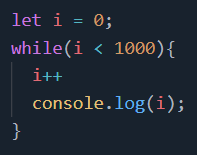 let i = 0;
while(i < 1000){
i++
console.log(i);
}